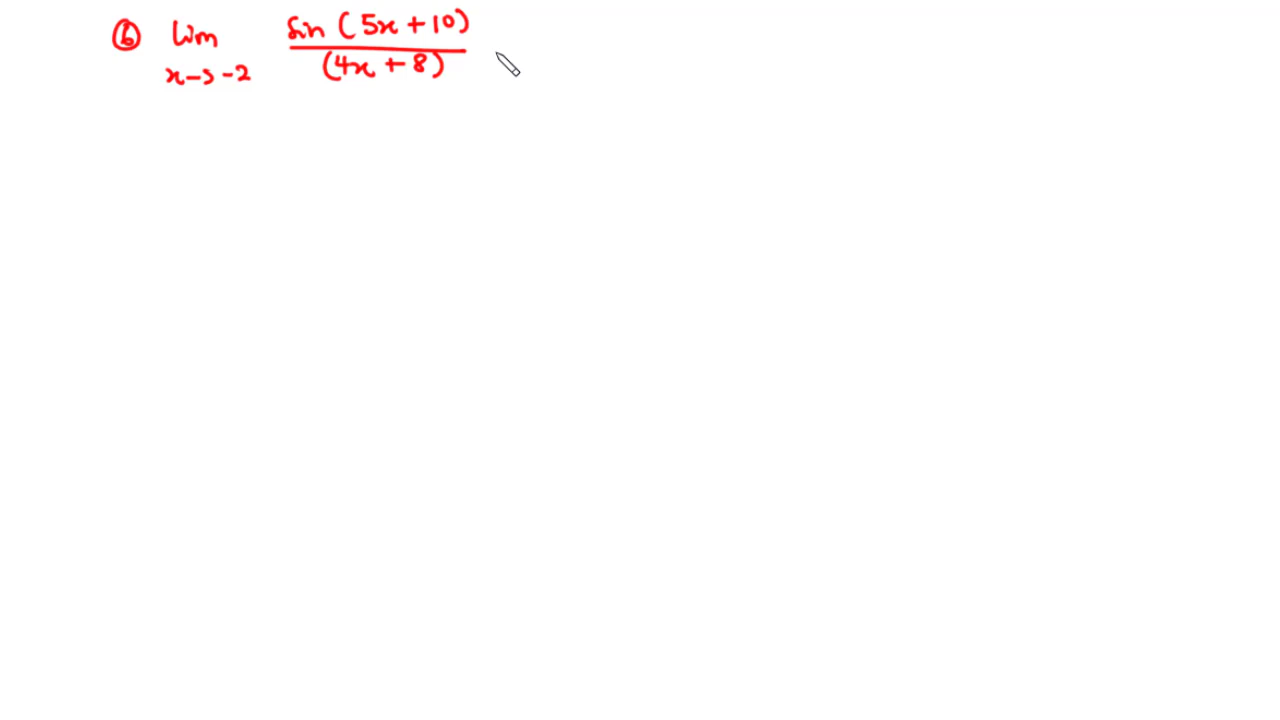 ⑥ lim sin (5x + 10)
x→-2 (4x + 8)